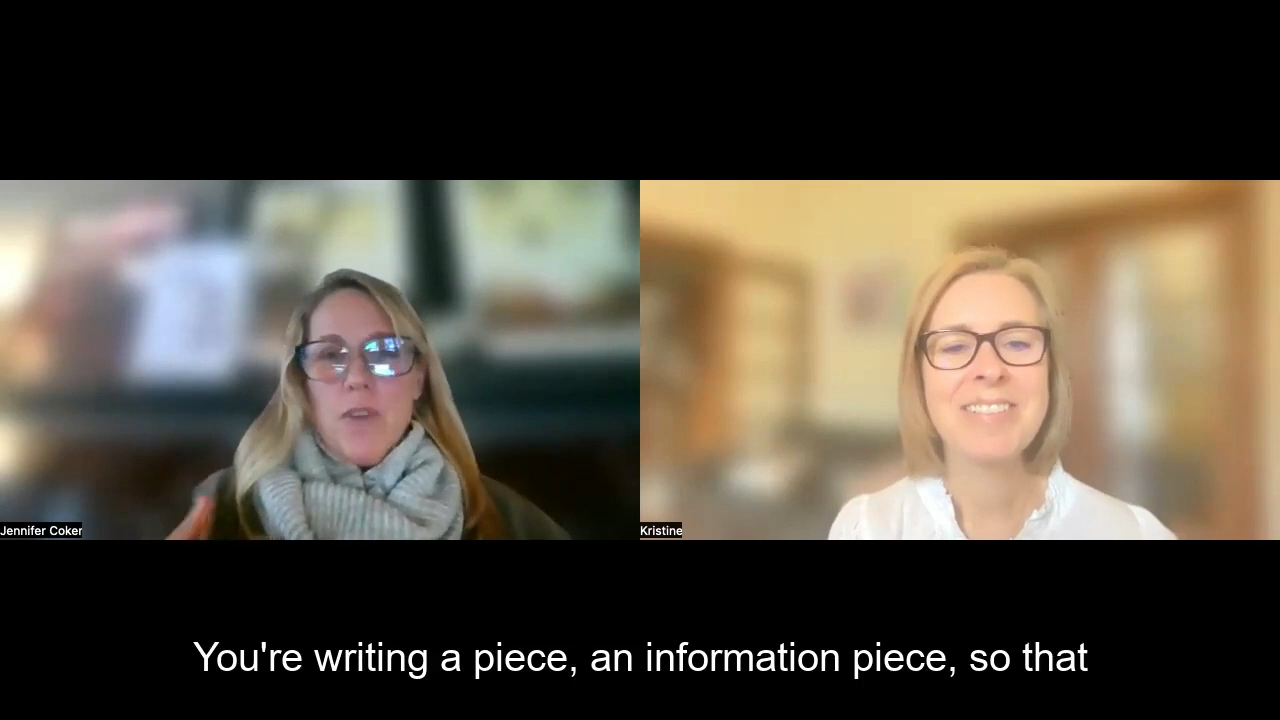 Jennifer Coker
Kristine
You're writing a piece, an information piece, so that